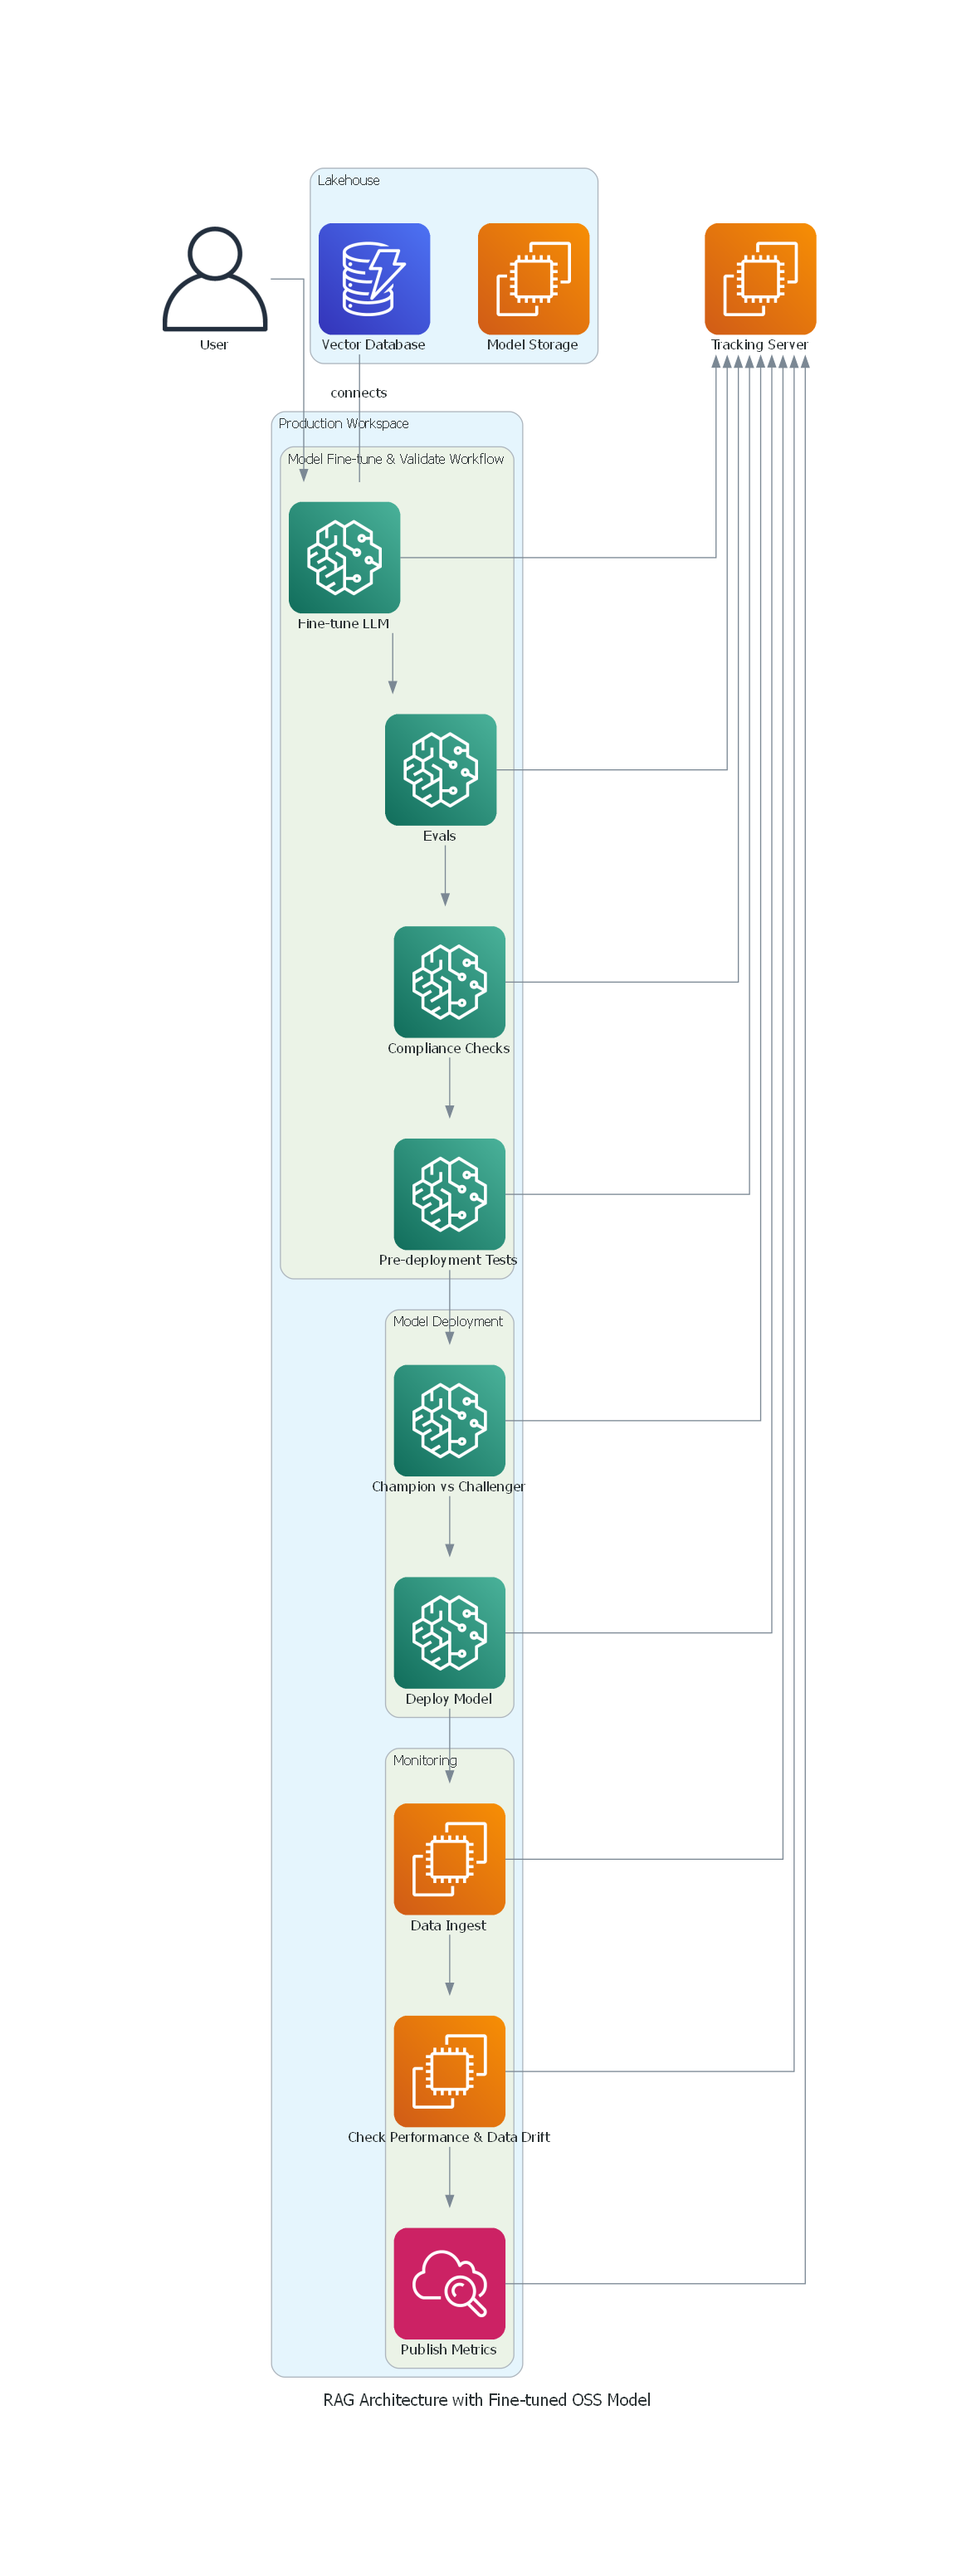 Lakehouse
User
Vector Database
Model Storage
Tracking Server
connects
Production Workspace
Model Fine-tune & Validate Workflow
Fine-tune LLM
Evals
Compliance Checks
Pre-deployment Tests
Model Deployment
Champion vs Challenger
Deploy Model
Monitoring
Data Ingest
Check Performance & Data Drift
Publish Metrics
RAG Architecture with Fine-tuned OSS Model